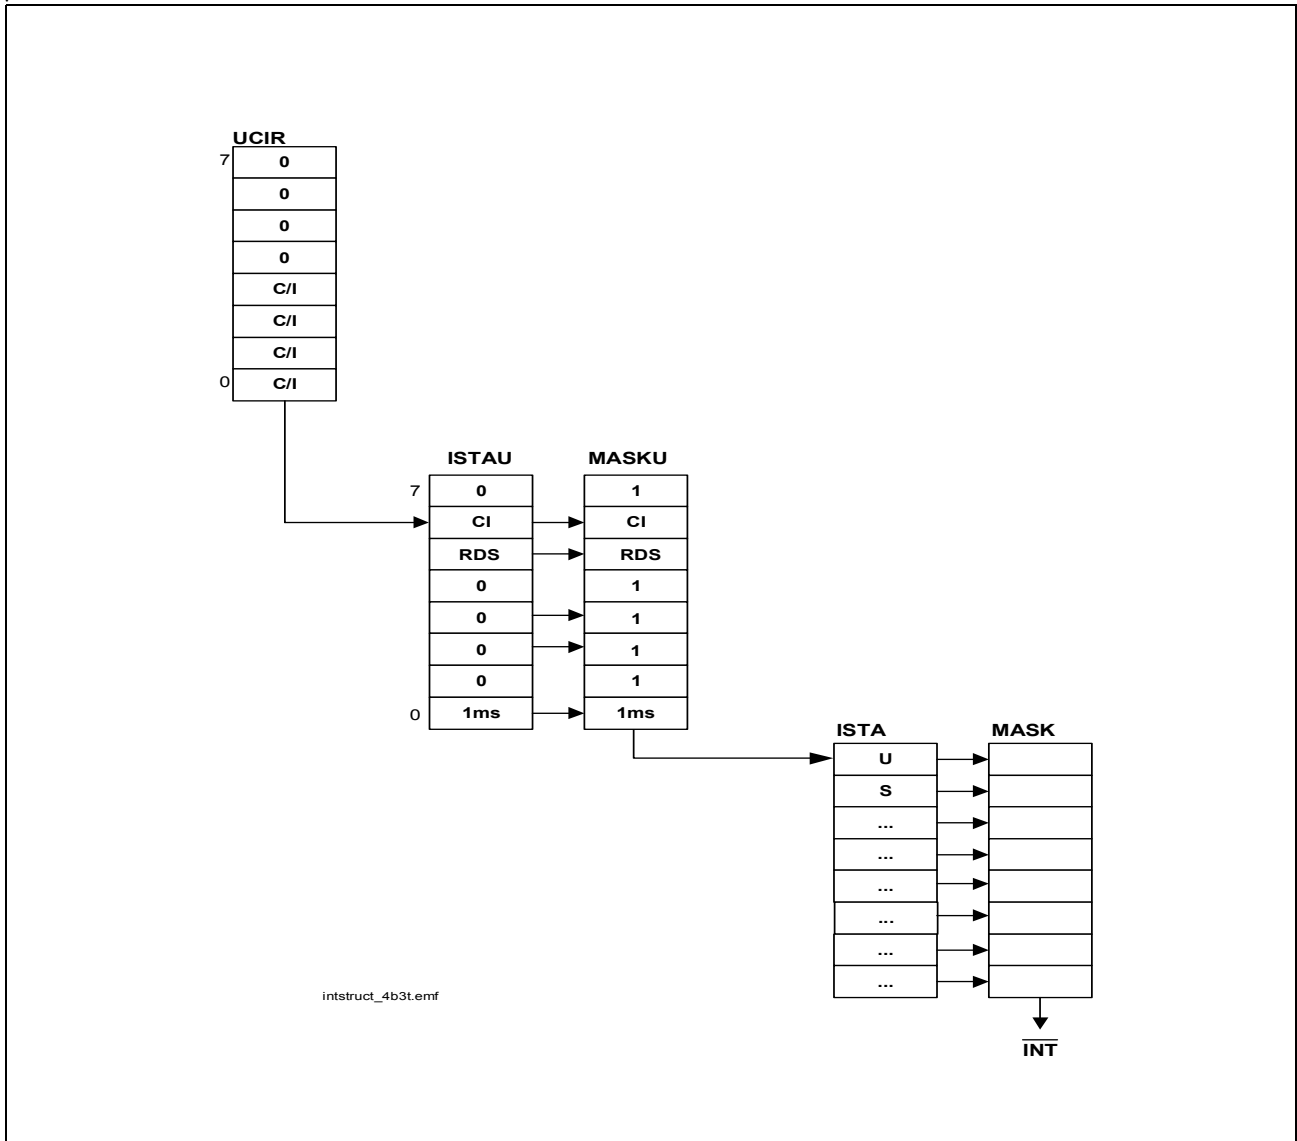 UCIR
7 0
0
0
0
C/I
C/I
C/I
0 C/I
ISTAU MASKU
7 0 1
CI CI
RDS RDS
0 1
0 1
0 1
0 1
0 1ms 1ms
ISTA MASK
U
S
...
...
...
...
...
...
intstruct_4b3t.emf
INT